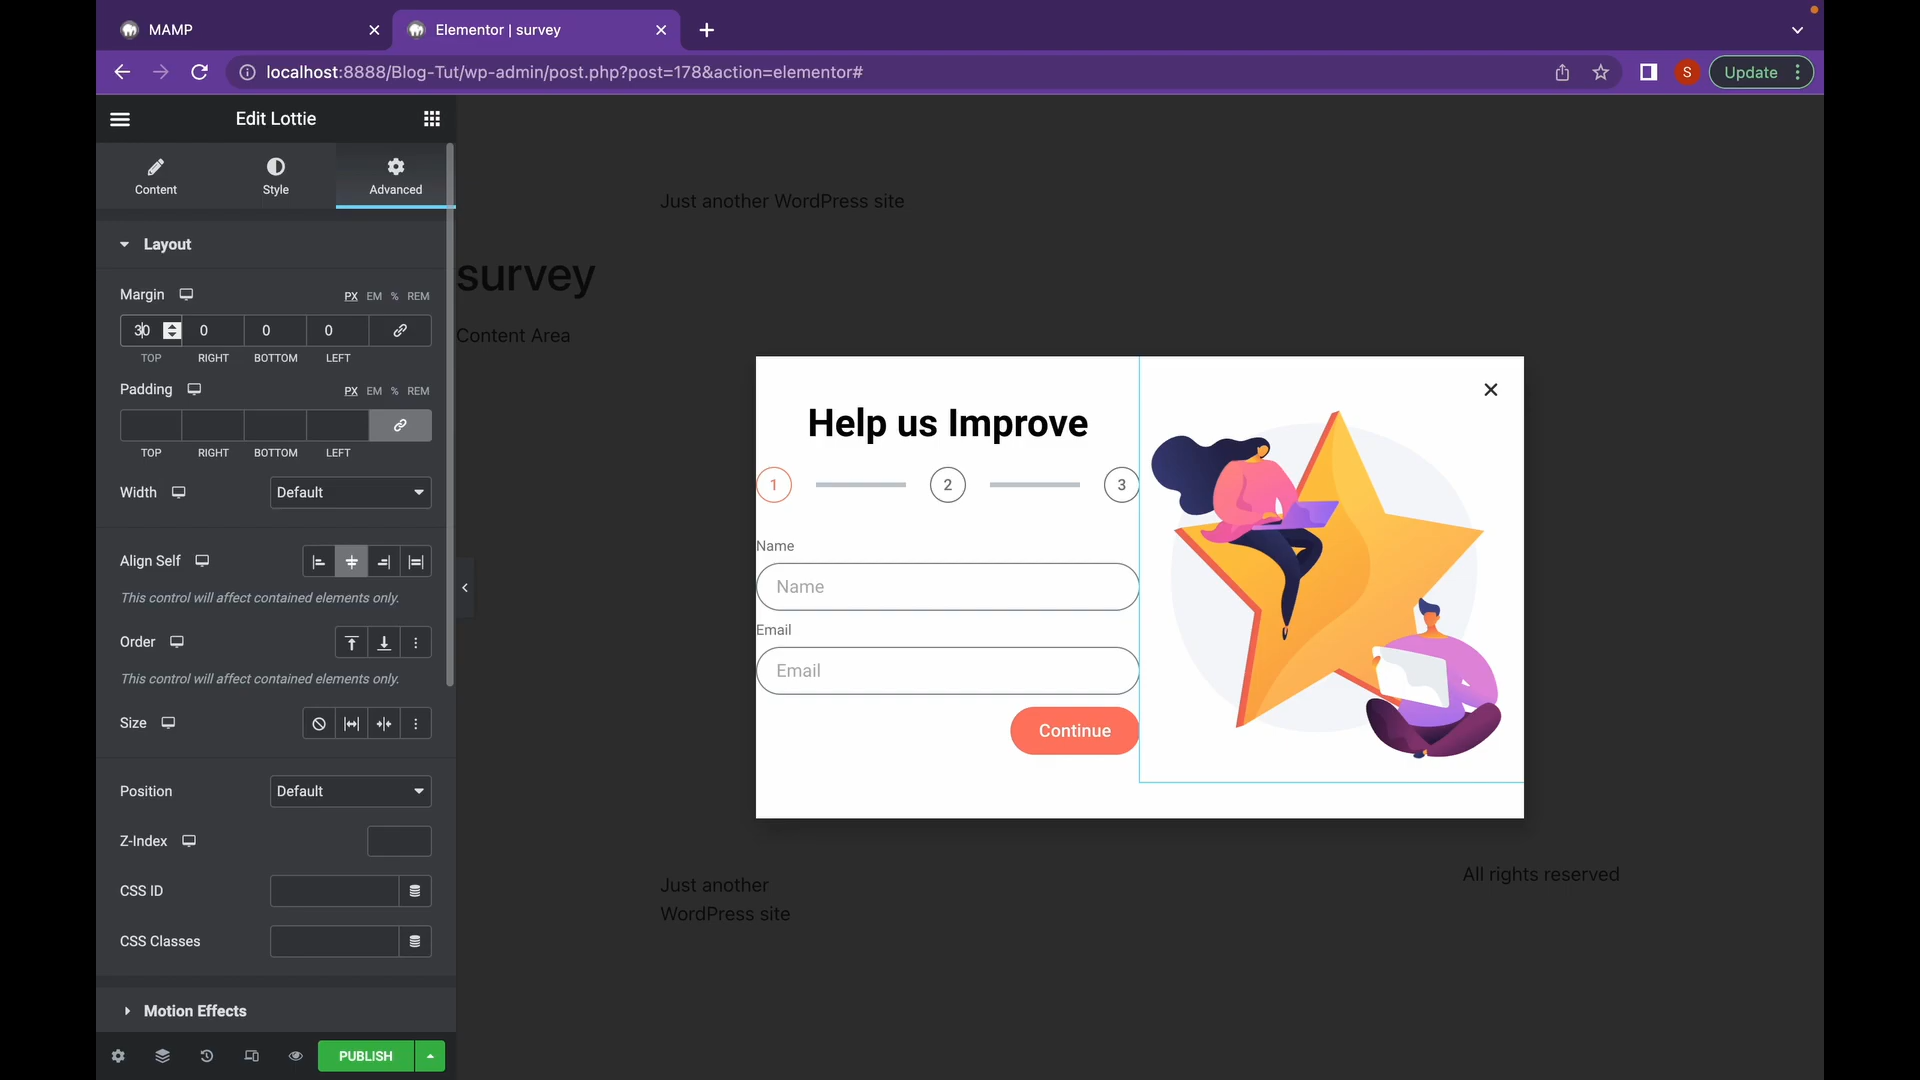 MAMP
Elementor | survey
localhost:8888/Blog-Tut/wp-admin/post.php?post=178&action=elementor#
S
Update
Edit Lottie
Content
Style
Advanced
Layout
Margin
PX EM % REM
30 0 0 0
TOP RIGHT BOTTOM LEFT
Padding
PX EM % REM
TOP RIGHT BOTTOM LEFT
Width
Default
Align Self
This control will affect contained elements only.
Order
This control will affect contained elements only.
Size
Position
Default
Z-Index
CSS ID
CSS Classes
Motion Effects
PUBLISH
Just another WordPress site
survey
Content Area
Help us Improve
1 2 3
Name
Name
Email
Email
Continue
Just another
WordPress site
All rights reserved